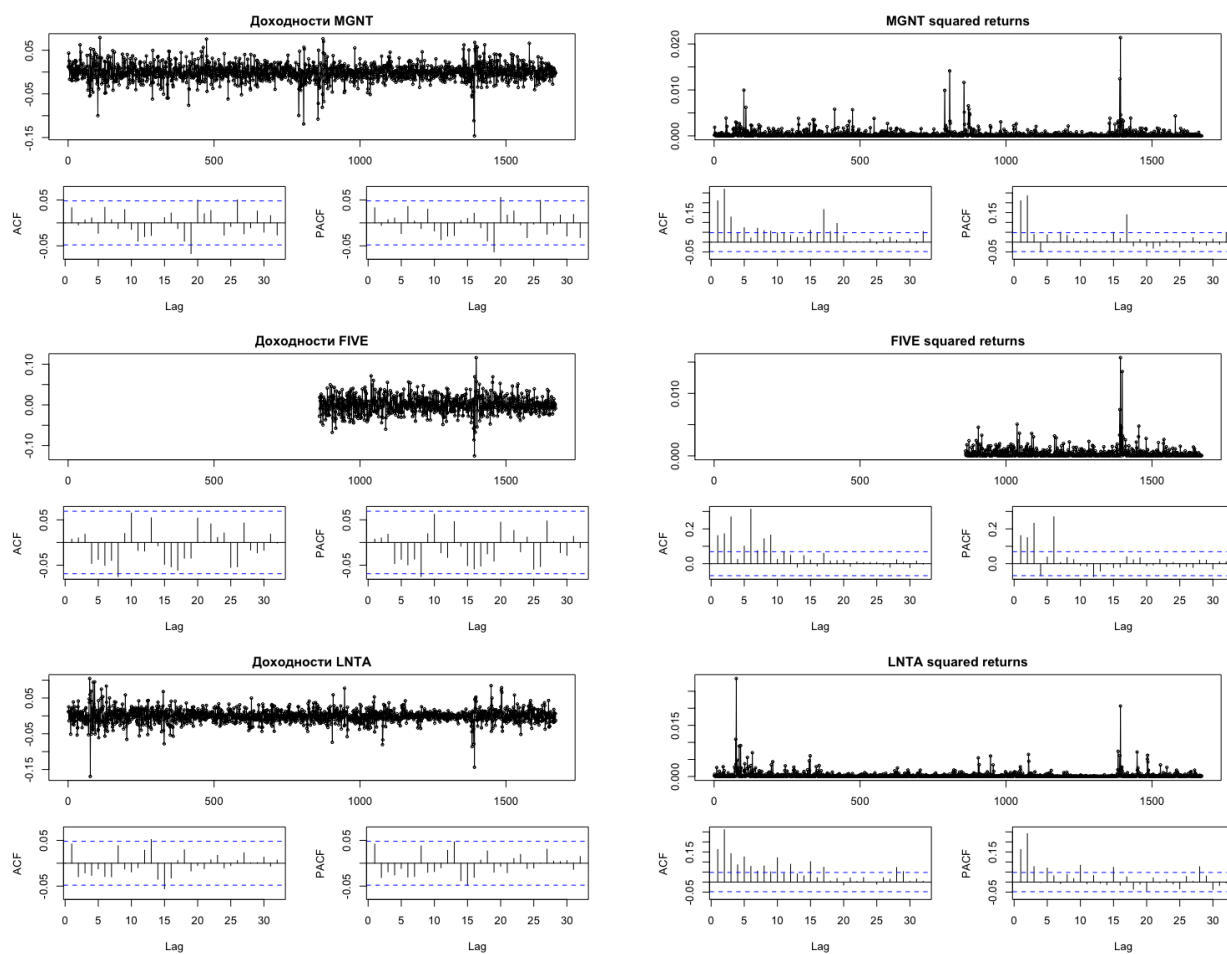 Доходности MGNT
0.05
-0.05
-0.15
0 500 1000 1500
ACF
0.05
-0.05
0 5 10 15 20 25 30
Lag
PACF
0.05
-0.05
0 5 10 15 20 25 30
Lag
MGNT squared returns
0.020
0.010
0.000
0 500 1000 1500
ACF
0.15
0.05
-0.05
0 5 10 15 20 25 30
Lag
PACF
0.15
0.05
-0.05
0 5 10 15 20 25 30
Lag
Доходности FIVE
0.10
0.00
-0.10
0 500 1000 1500
ACF
0.05
-0.05
0 5 10 15 20 25 30
Lag
PACF
0.05
-0.05
0 5 10 15 20 25 30
Lag
FIVE squared returns
0.010
0.000
0 500 1000 1500
ACF
0.2
0.0
0 5 10 15 20 25 30
Lag
PACF
0.2
0.0
0 5 10 15 20 25 30
Lag
Доходности LNTA
0.05
-0.05
-0.15
0 500 1000 1500
ACF
0.05
-0.05
0 5 10 15 20 25 30
Lag
PACF
0.05
-0.05
0 5 10 15 20 25 30
Lag
LNTA squared returns
0.015
0.000
0 500 1000 1500
ACF
0.15
0.05
-0.05
0 5 10 15 20 25 30
Lag
PACF
0.15
0.05
-0.05
0 5 10 15 20 25 30
Lag